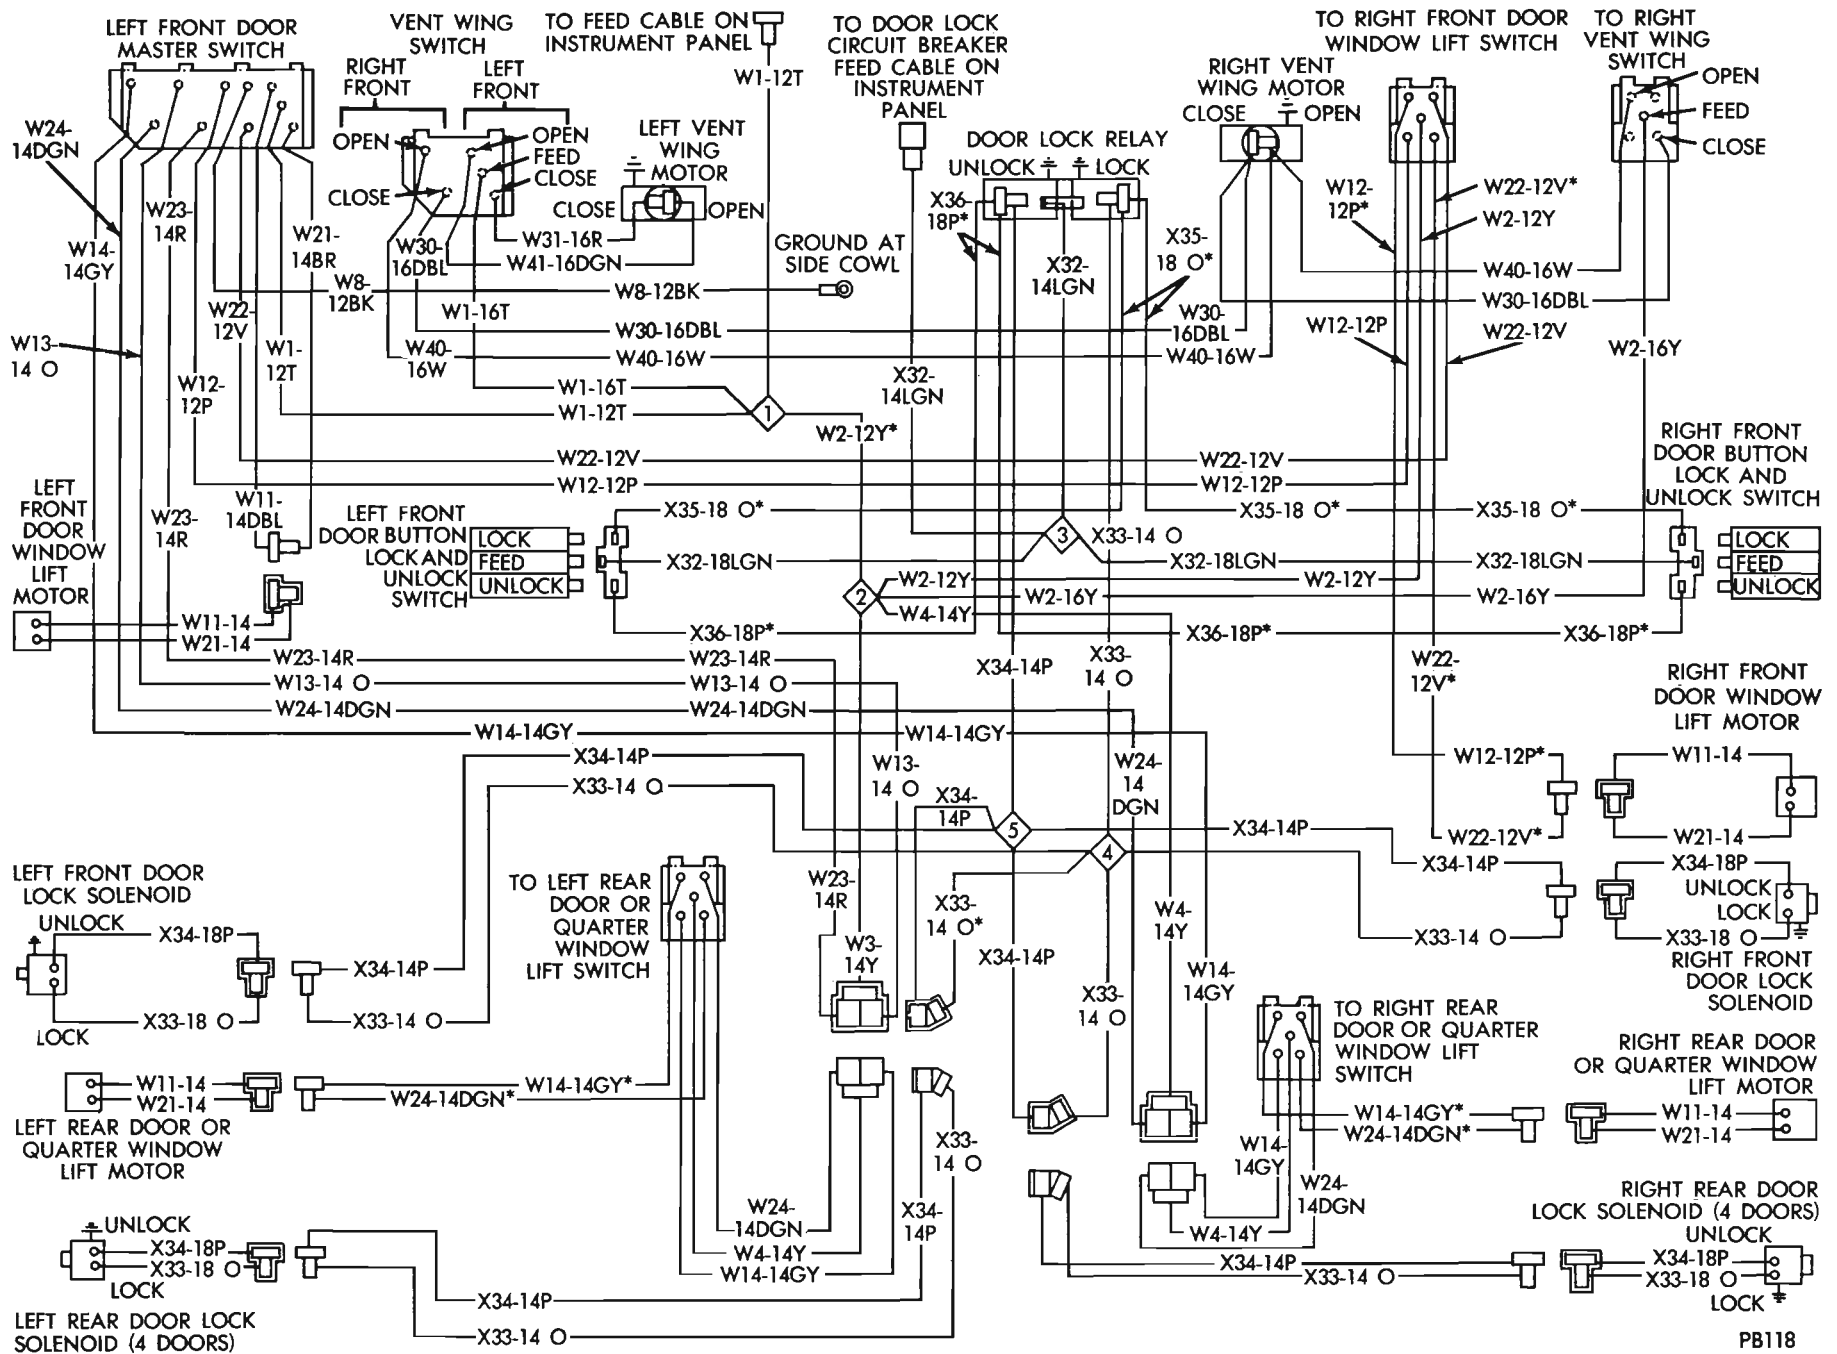 LEFT FRONT DOOR
MASTER SWITCH
VENT WING
SWITCH
RIGHT
FRONT
LEFT
FRONT
OPEN
CLOSE
OPEN
FEED
CLOSE
TO FEED CABLE ON
INSTRUMENT PANEL
W1-12T
LEFT VENT
WING
MOTOR
CLOSE
OPEN
TO DOOR LOCK
CIRCUIT BREAKER
FEED CABLE ON
INSTRUMENT
PANEL
DOOR LOCK RELAY
UNLOCK
LOCK
RIGHT VENT
WING MOTOR
CLOSE
OPEN
TO RIGHT FRONT DOOR
WINDOW LIFT SWITCH
TO RIGHT
VENT WING
SWITCH
OPEN
FEED
CLOSE
W24-
14DGN
W14-
14GY
W23-
14R
W21-
14BR
W8-
12BK
W8-12BK
GROUND AT
SIDE COWL
W30-
16DBL
W31-16R
W41-16DGN
W1-16T
X36-
18P*
X32-
14LGN
X35-
18 O*
W12-
12P*
W22-12V*
W2-12Y
W40-16W
W30-16DBL
W13-
14 O
W22-
12V
W1-
12T
W12-
12P
W30-16DBL
W30-
16DBL
W40-
16W
W40-16W
W40-16W
W1-16T
W1-12T
1
W2-12Y*
X32-
14LGN
W12-12P
W22-12V
W2-16Y
W22-12V
W22-12V
W12-12P
W12-12P
RIGHT FRONT
DOOR BUTTON
LOCK AND
UNLOCK SWITCH
LOCK
FEED
UNLOCK
LEFT
FRONT
DOOR
WINDOW
LIFT
MOTOR
W23-
14R
W11-
14DBL
LEFT FRONT
DOOR BUTTON
LOCK AND
UNLOCK
SWITCH
LOCK
FEED
UNLOCK
X35-18 O*
X35-18 O*
X35-18 O*
X32-18LGN
3
X33-14 O
X32-18LGN
X32-18LGN
2
W2-12Y
W2-12Y
W2-16Y
W2-16Y
W4-14Y
W11-14
W21-14
X36-18P*
X36-18P*
X36-18P*
W23-14R
W23-14R
W13-14 O
W13-14 O
W24-14DGN
W24-14DGN
W14-14GY
W14-14GY
X34-14P
X33-
14 O
W22-
12V*
RIGHT FRONT
DOOR WINDOW
LIFT MOTOR
X34-14P
X33-14 O
W13-
14 O
X34-
14P
W24-
14
DGN
5
4
W12-12P*
W11-14
X34-14P
W22-12V*
W21-14
X34-14P
X34-18P
UNLOCK
LOCK
X33-14 O
X33-18 O
RIGHT FRONT
DOOR LOCK
SOLENOID
LEFT FRONT DOOR
LOCK SOLENOID
UNLOCK
X34-18P
X34-14P
X33-18 O
X33-14 O
LOCK
TO LEFT REAR
DOOR OR
QUARTER
WINDOW
LIFT SWITCH
W23-
14R
W3-
14Y
X33-
14 O*
X34-14P
X33-
14 O
W4-
14Y
W14-
14GY
TO RIGHT REAR
DOOR OR QUARTER
WINDOW LIFT
SWITCH
RIGHT REAR DOOR
OR QUARTER WINDOW
LIFT MOTOR
W11-14
W21-14
W14-14GY*
W24-14DGN*
LEFT REAR DOOR OR
QUARTER WINDOW
LIFT MOTOR
X33-
14 O
W14-14GY*
W24-14DGN*
W11-14
W21-14
W14-
14GY
W24-
14DGN
W4-14Y
RIGHT REAR DOOR
LOCK SOLENOID (4 DOORS)
UNLOCK
X34-18P
X33-18 O
LOCK
X34-14P
X33-14 O
UNLOCK
X34-18P
X33-18 O
LOCK
LEFT REAR DOOR LOCK
SOLENOID (4 DOORS)
W24-
14DGN
W4-14Y
W14-14GY
X34-
14P
X34-14P
X33-14 O
PB118